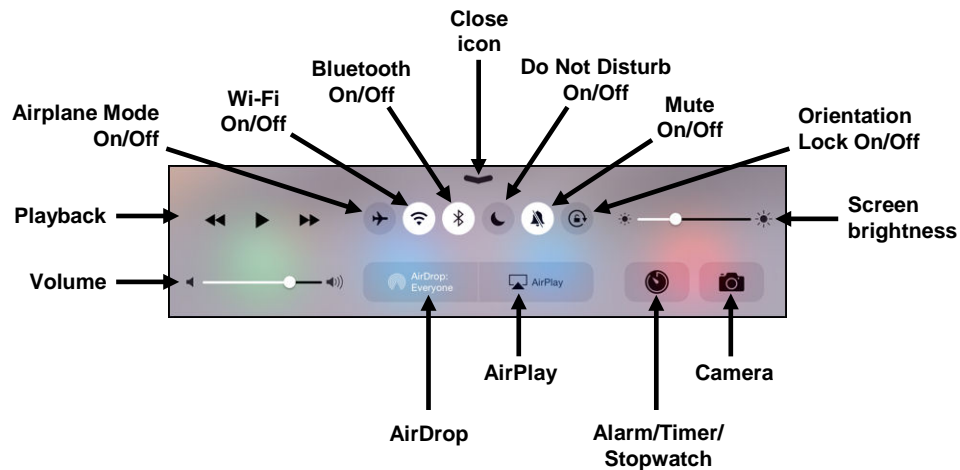 Close
icon
Bluetooth
On/Off
Do Not Disturb
On/Off
Wi-Fi
On/Off
Mute
On/Off
Airplane Mode
On/Off
Orientation
Lock On/Off
Playback
Screen
brightness
Volume
AirDrop:
Everyone
AirPlay
AirPlay
Camera
AirDrop
Alarm/Timer/
Stopwatch